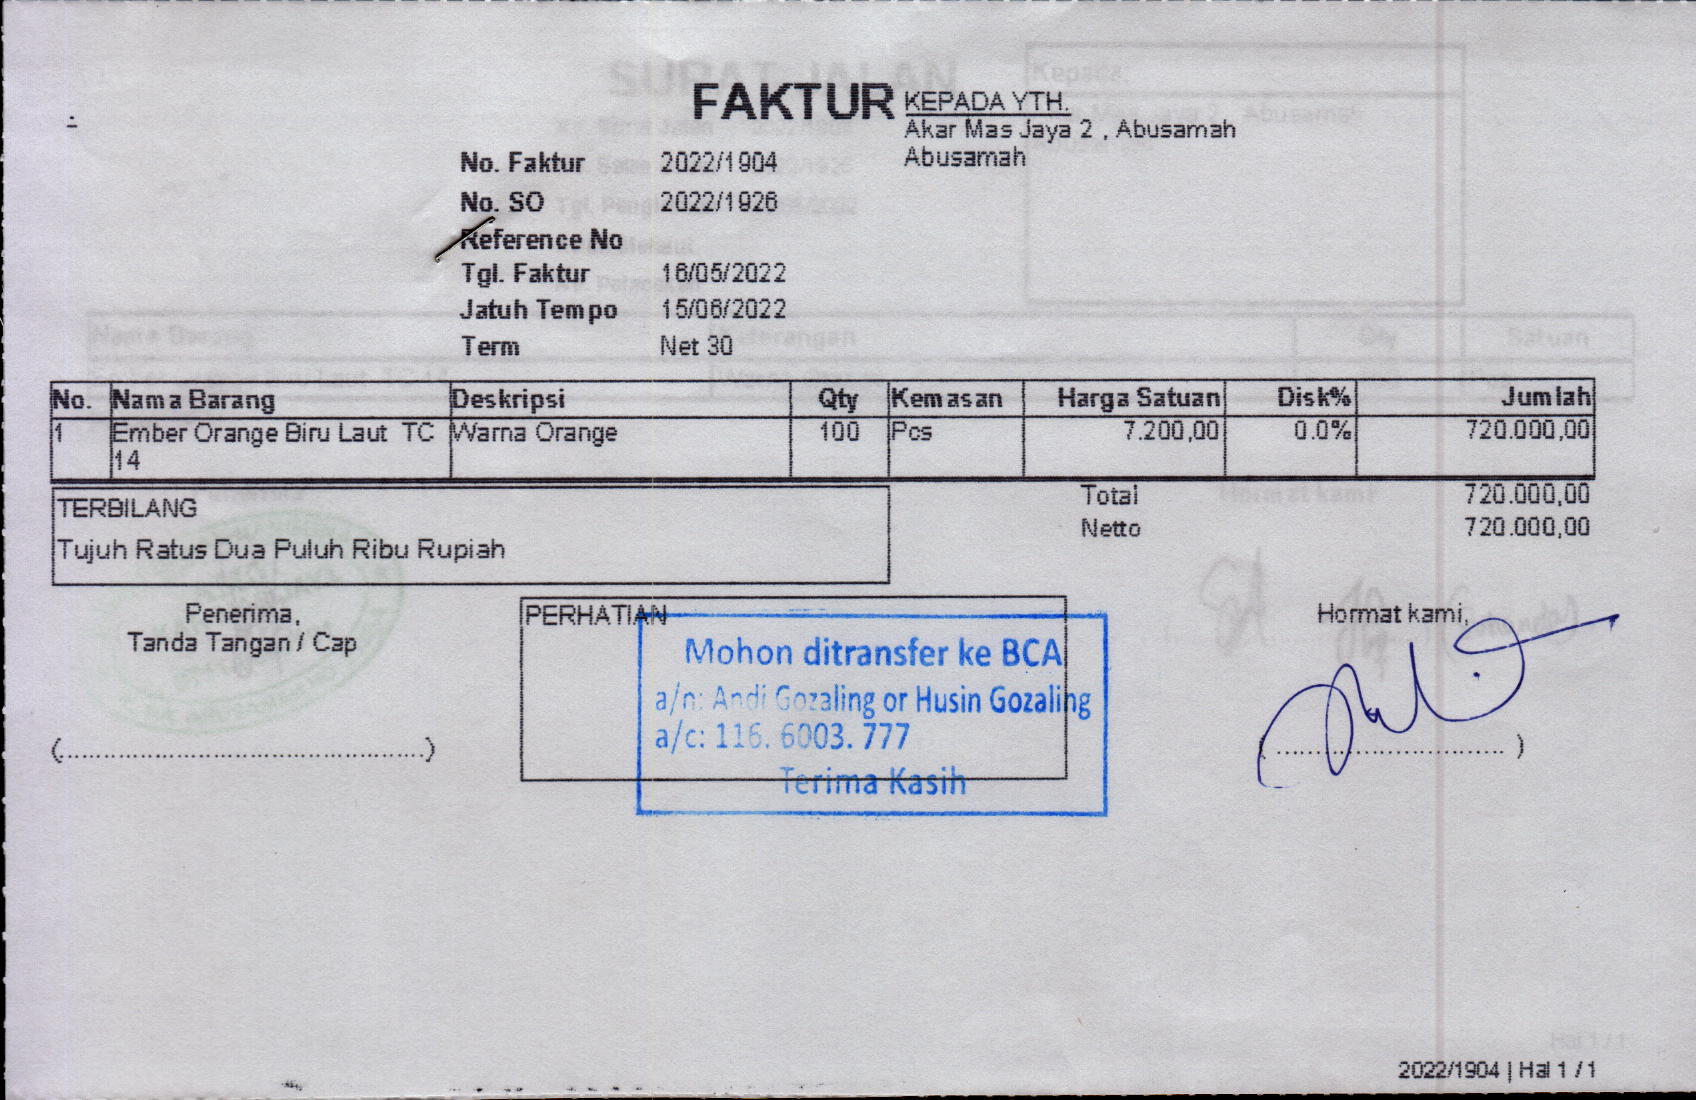 FAKTUR
KEPADA YTH.
Akar Mas Jaya 2 , Abusamah
Abusamah
No. Faktur 2022/1904
No. SO 2022/1926
Reference No
Tgl. Faktur 16/05/2022
Jatuh Tempo 15/06/2022
Term Net 30
No. Nama Barang Deskripsi Qty Kemasan Harga Satuan Disk% Jumlah
1 Ember Orange Biru Laut TC Warna Orange 100 Pcs 7.200,00 0.0% 720.000,00
14
Total 720.000,00
Netto 720.000,00
TERBILANG
Tujuh Ratus Dua Puluh Ribu Rupiah
Penerima,
Tanda Tangan / Cap
(..........................................)
PERHATIAN
Mohon ditransfer ke BCA
a/n: Andi Gozaling or Husin Gozaling
a/c: 116. 6003. 777
Terima Kasih
Hormat kami,
(.............................)
2022/1904 | Hal 1 / 1